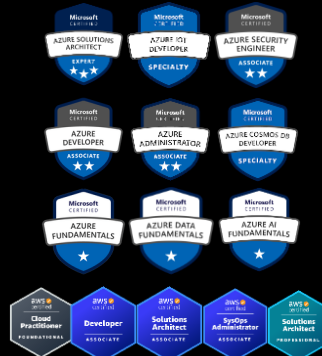 Microsoft
CERTIFIED
AZURE SOLUTIONS
ARCHITECT
EXPERT
Microsoft
CERTIFIED
AZURE IOT
DEVELOPER
SPECIALTY
Microsoft
CERTIFIED
AZURE SECURITY
ENGINEER
ASSOCIATE
Microsoft
CERTIFIED
AZURE
DEVELOPER
ASSOCIATE
Microsoft
CERTIFIED
AZURE
ADMINISTRATOR
ASSOCIATE
Microsoft
CERTIFIED
AZURE COSMOS DB
DEVELOPER
SPECIALTY
Microsoft
CERTIFIED
AZURE
FUNDAMENTALS
Microsoft
CERTIFIED
AZURE DATA
FUNDAMENTALS
Microsoft
CERTIFIED
AZURE AI
FUNDAMENTALS
aws
certified
Cloud
Practitioner
FOUNDATIONAL
aws
certified
Developer
ASSOCIATE
aws
certified
Solutions
Architect
ASSOCIATE
aws
certified
SysOps
Administrator
ASSOCIATE
aws
certified
Solutions
Architect
PROFESSIONAL